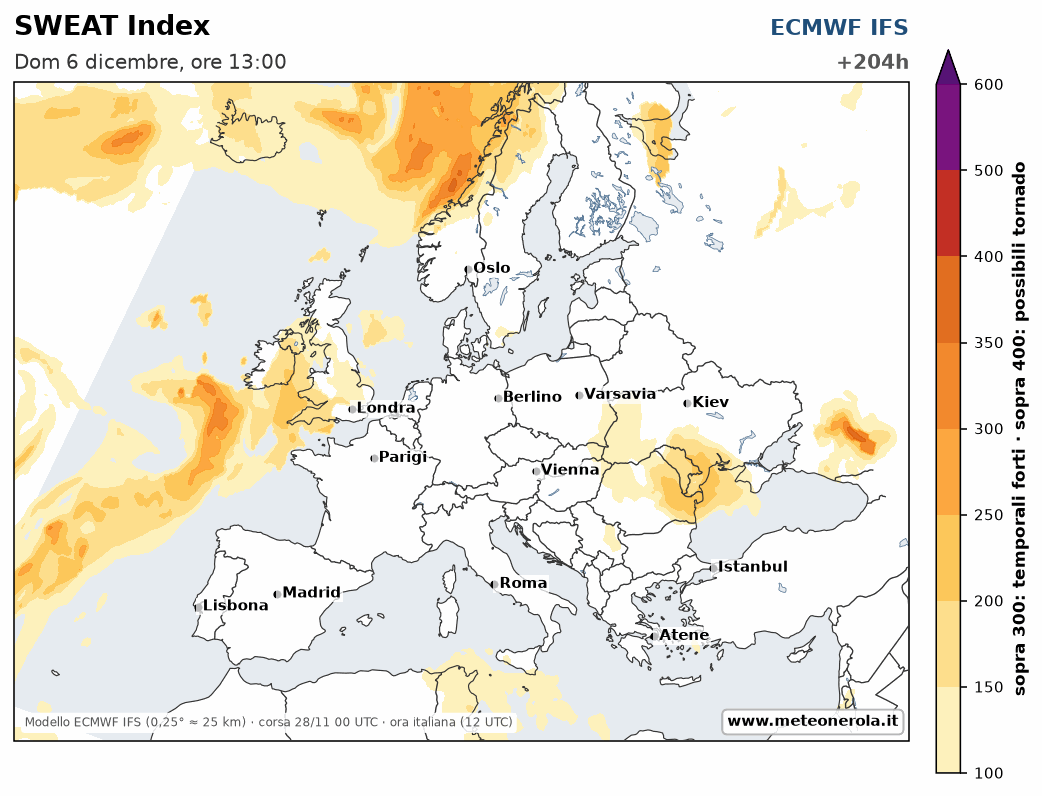 SWEAT Index
ECMWF IFS
Dom 6 dicembre, ore 13:00
+204h
600
500
400
350
300
250
200
150
100
sopra 300: temporali forti · sopra 400: possibili tornado
Oslo
Londra
Berlino
Varsavia
Kiev
Parigi
Vienna
Istanbul
Roma
Madrid
Lisbona
Atene
Modello ECMWF IFS (0,25° ≈ 25 km) · corsa 28/11 00 UTC · ora italiana (12 UTC)
www.meteonerola.it